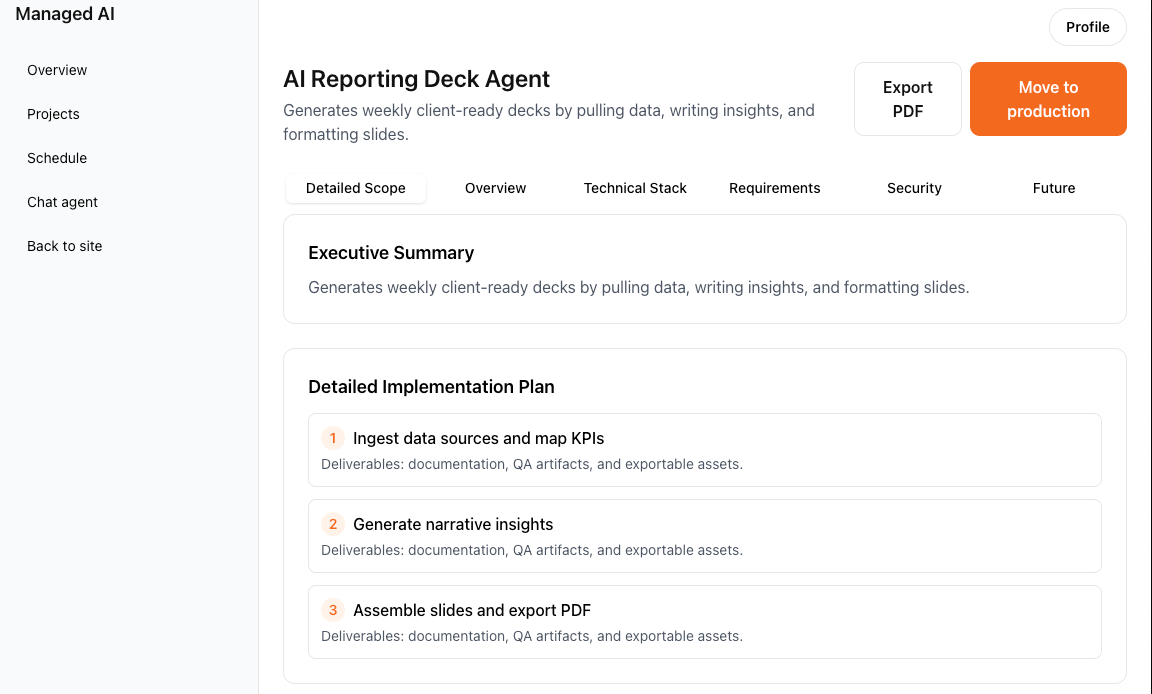 Managed AI
Overview
Projects
Schedule
Chat agent
Back to site
Profile
AI Reporting Deck Agent
Generates weekly client-ready decks by pulling data, writing insights, and
formatting slides.
Export
PDF
Move to
production
Detailed Scope
Overview
Technical Stack
Requirements
Security
Future
Executive Summary
Generates weekly client-ready decks by pulling data, writing insights, and formatting slides.
Detailed Implementation Plan
1 Ingest data sources and map KPIs
Deliverables: documentation, QA artifacts, and exportable assets.
2 Generate narrative insights
Deliverables: documentation, QA artifacts, and exportable assets.
3 Assemble slides and export PDF
Deliverables: documentation, QA artifacts, and exportable assets.